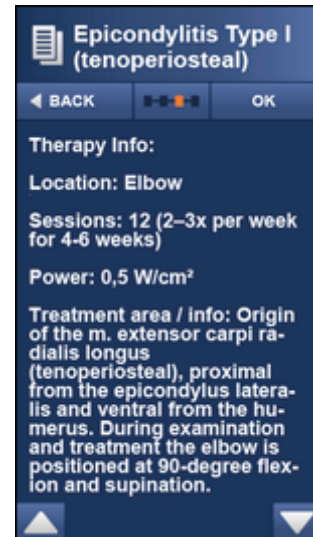 Epicondylitis Type I
(tenoperiosteal)
BACK
OK
Therapy Info:
Location: Elbow
Sessions: 12 (2–3x per week
for 4-6 weeks)
Power: 0,5 W/cm²
Treatment area / info: Origin
of the m. extensor carpi ra-
dialis longus
(tenoperiosteal), proximal
from the epicondylus latera-
lis and ventral from the hu-
merus. During examination
and treatment the elbow is
positioned at 90-degree flex-
ion and supination.